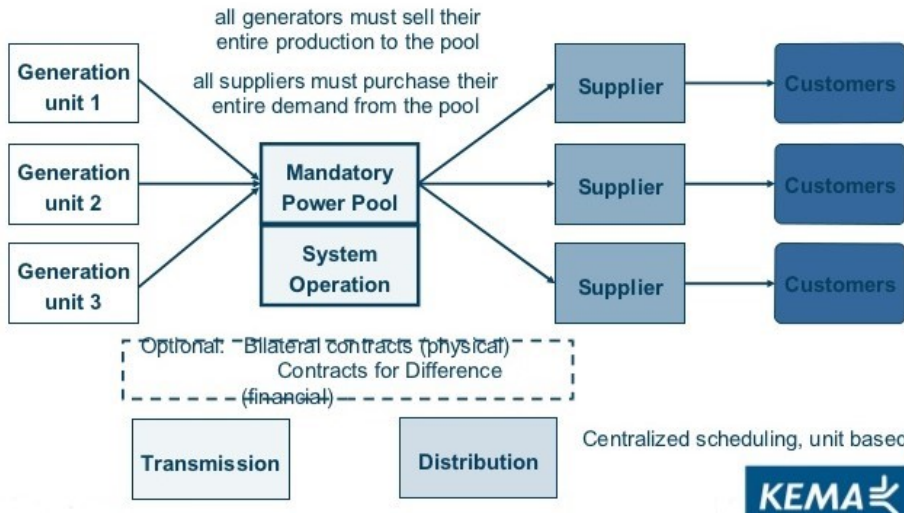 all generators must sell their
entire production to the pool
all suppliers must purchase their
entire demand from the pool
Generation
unit 1
Generation
unit 2
Generation
unit 3
Mandatory
Power Pool
System
Operation
Supplier
Customers
Supplier
Customers
Supplier
Customers
Optional: Bilateral contracts (physical)
Contracts for Difference
(financial)
Transmission
Distribution
Centralized scheduling, unit based
KEMA